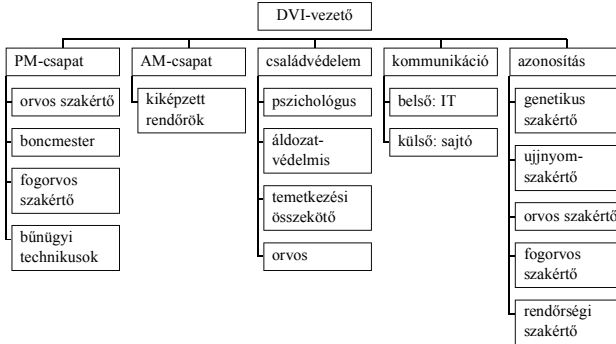 DVI-vezető
PM-csapat
orvos szakértő
boncmester
fogorvos
szakértő
bűnügyi
technikusok
AM-csapat
kiképzett
rendőrök
családvédelem
pszichológus
áldozat-
védelmis
temetkezési
összekötő
orvos
kommunikáció
belső: IT
külső: sajtó
azonosítás
genetikus
szakértő
ujjnyom-
szakértő
orvos szakértő
fogorvos
szakértő
rendőrségi
szakértő